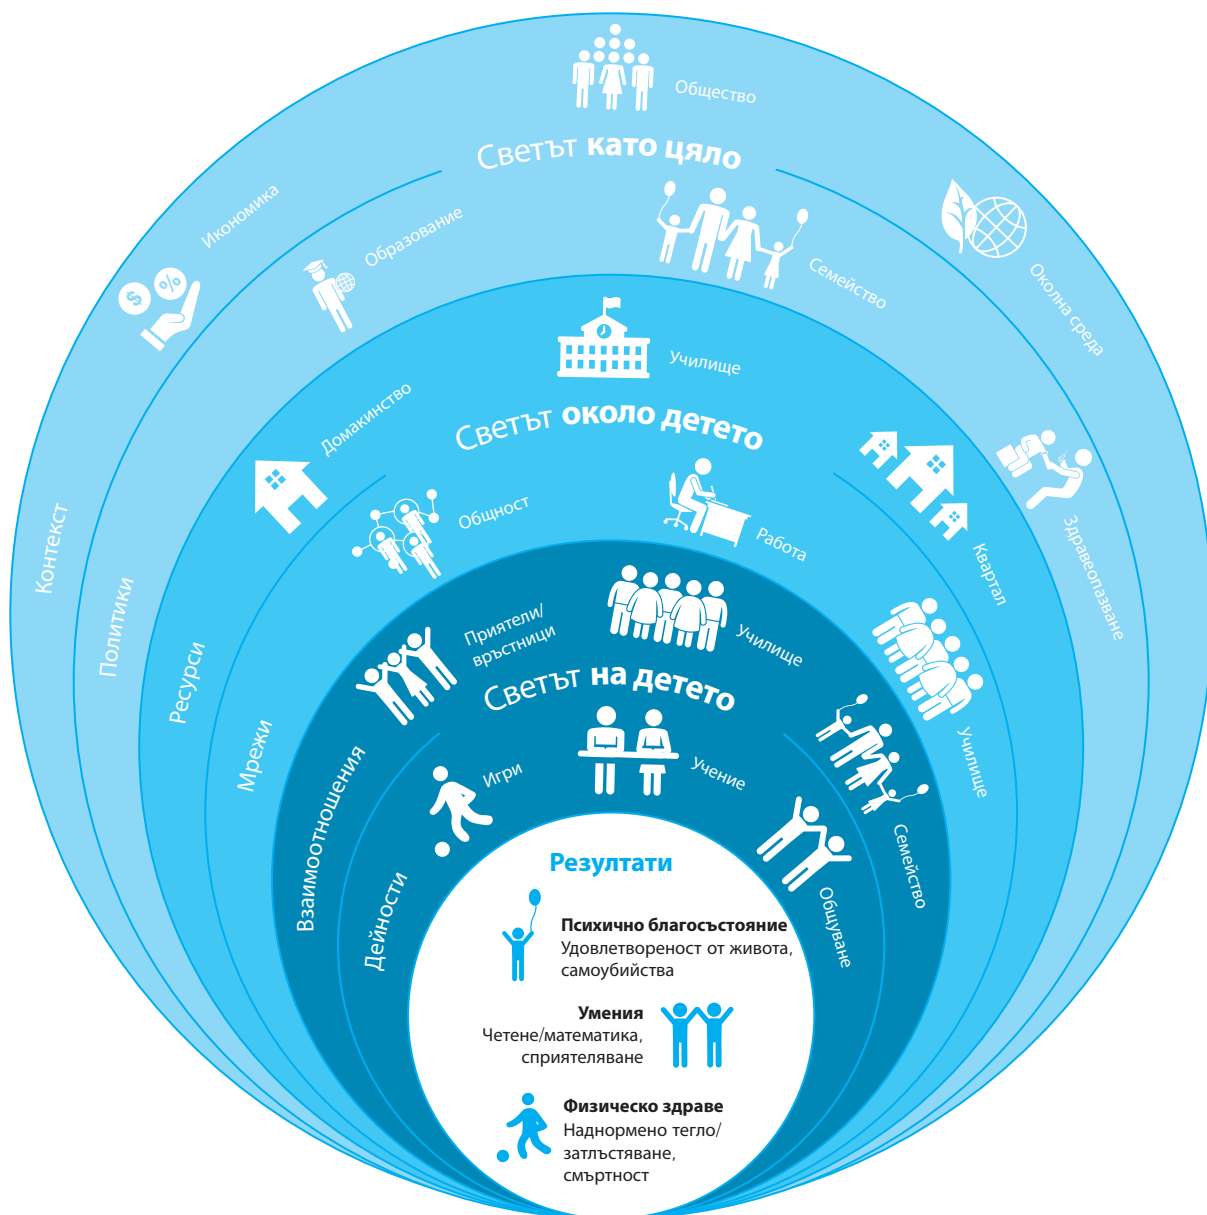 Общество
Светът като цяло
Икономика
Образование
Семейство
Околна среда
Контекст
Политики
Здравеопазване
Училище
Светът около детето
Домакинство
Общност
Работа
Квартал
Ресурси
Мрежи
Училище
Приятели/
връстници
Училище
Светът на детето
Взаимоотношения
Дейности
Игри
Учение
Общуване
Семейство
Резултати
Психично благосъстояние
Удовлетвореност от живота,
самоубийства
Умения
Четене/математика,
сприятеляване
Физическо здраве
Наднормено тегло/
затлъстяване,
смъртност
$
%